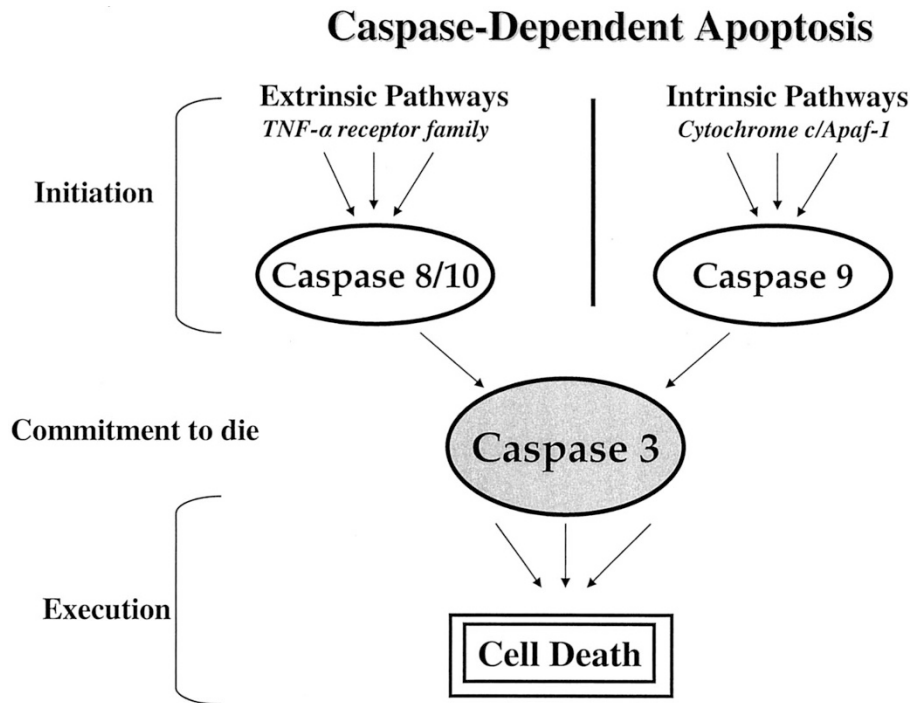 Caspase-Dependent Apoptosis
Extrinsic Pathways
TNF-α receptor family
Intrinsic Pathways
Cytochrome c/Apaf-1
Initiation
Caspase 8/10
Caspase 9
Commitment to die
Caspase 3
Execution
Cell Death